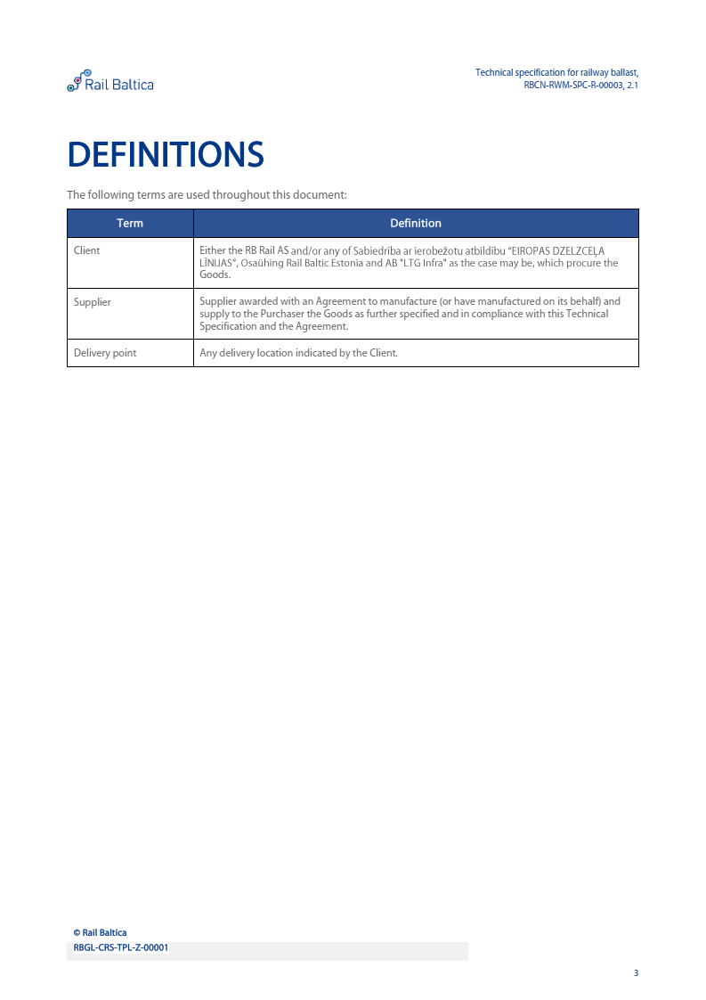 Rail Baltica
Technical specification for railway ballast,
RBCN-RWM-SPC-R-00003, 2.1
DEFINITIONS
The following terms are used throughout this document:
Term
Definition
Client
Either the RB Rail AS and/or any of Sabiedrība ar ierobežotu atbildību “EIROPAS DZELZCEĻA
LĪNIJAS”, Osaühing Rail Baltic Estonia and AB "LTG Infra" as the case may be, which procure the
Goods.
Supplier
Supplier awarded with an Agreement to manufacture (or have manufactured on its behalf) and
supply to the Purchaser the Goods as further specified and in compliance with this Technical
Specification and the Agreement.
Delivery point
Any delivery location indicated by the Client.
© Rail Baltica
RBGL-CRS-TPL-Z-00001
3